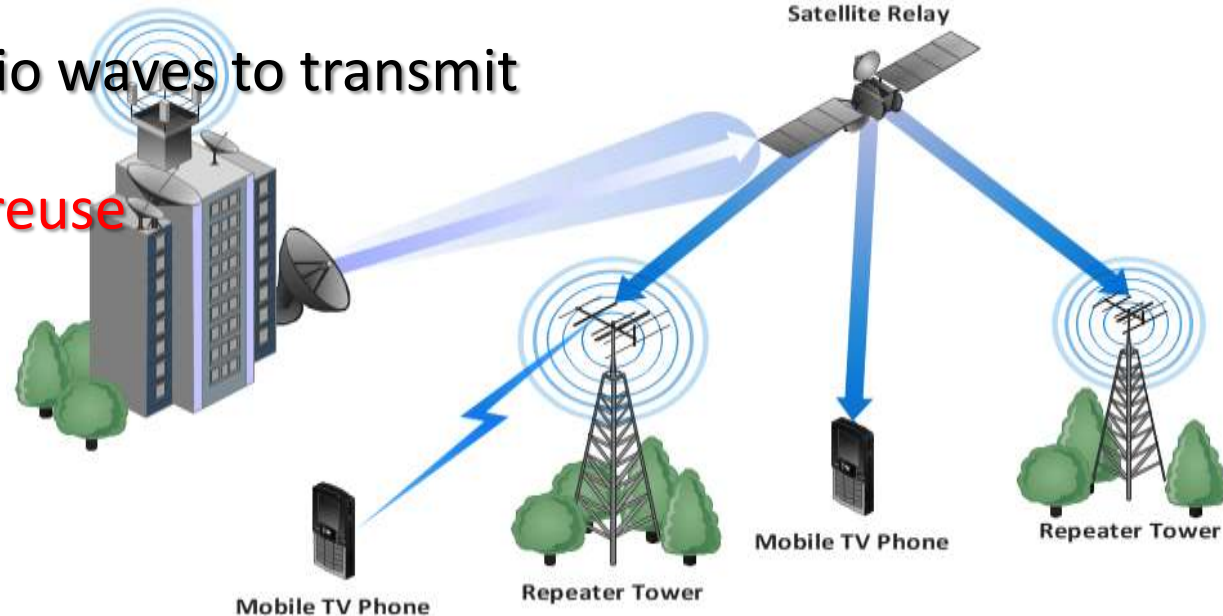 Satellite Relay
io waves to transmit
reuse
Mobile TV Phone
Repeater Tower
Repeater Tower
Mobile TV Phone